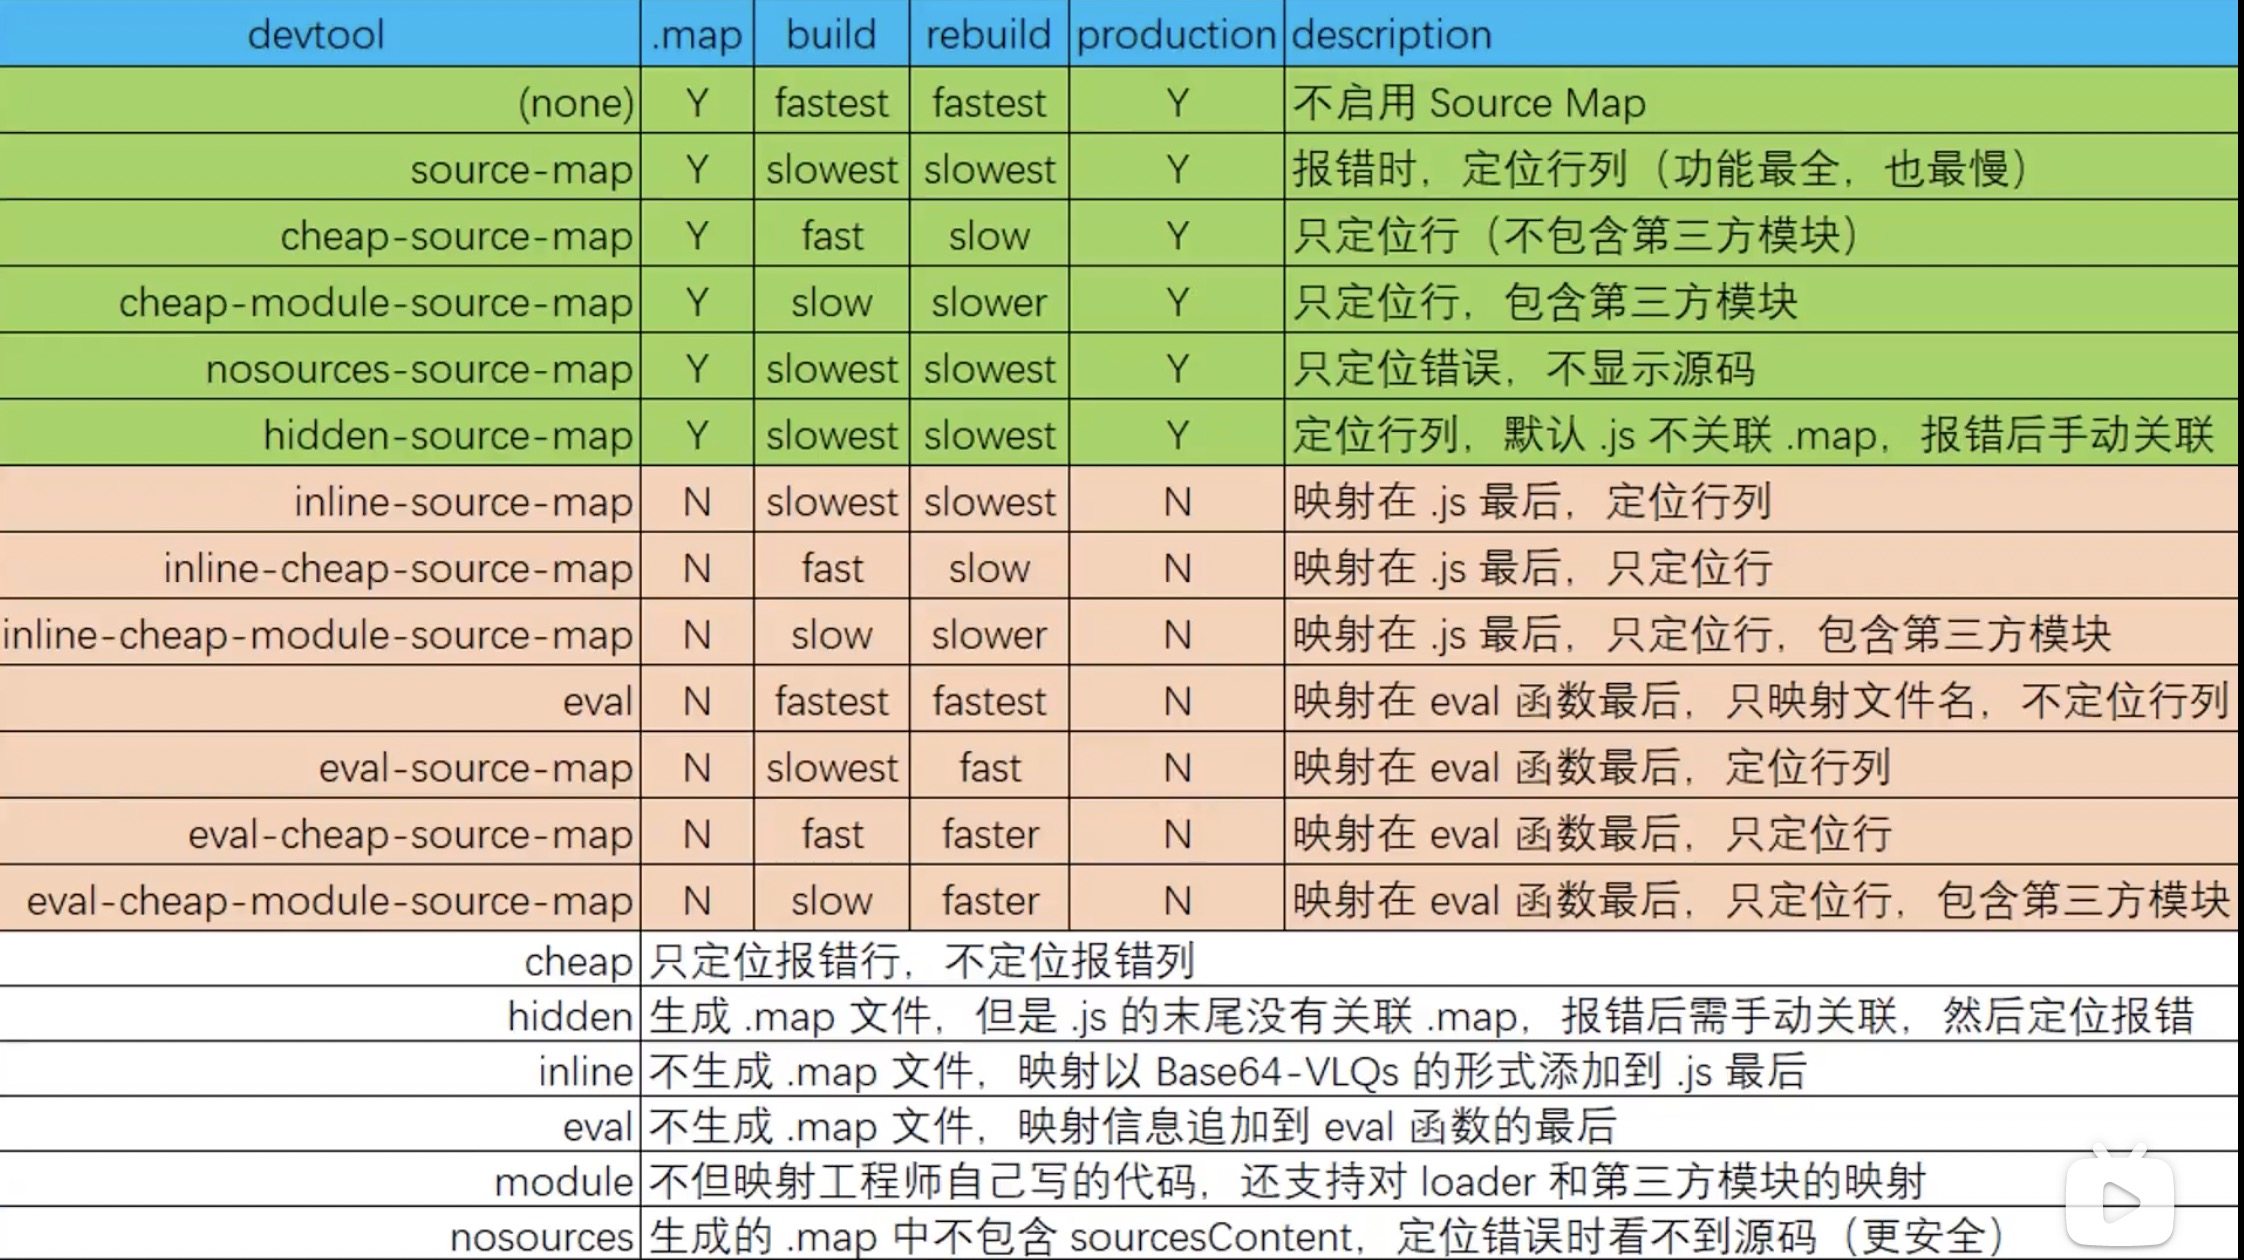 devtool .map build rebuild production description
(none) Y fastest fastest Y 不启用 Source Map
source-map Y slowest slowest Y 报错时，定位行列（功能最全，也最慢）
cheap-source-map Y fast slow Y 只定位行（不包含第三方模块）
cheap-module-source-map Y slow slower Y 只定位行，包含第三方模块
nosources-source-map Y slowest slowest Y 只定位错误，不显示源码
hidden-source-map Y slowest slowest Y 定位行列，默认 .js 不关联 .map，报错后手动关联
inline-source-map N slowest slowest N 映射在 .js 最后，定位行列
inline-cheap-source-map N fast slow N 映射在 .js 最后，只定位行
inline-cheap-module-source-map N slow slower N 映射在 .js 最后，只定位行，包含第三方模块
eval N fastest fastest N 映射在 eval 函数最后，只映射文件名，不定位行列
eval-source-map N slowest fast N 映射在 eval 函数最后，定位行列
eval-cheap-source-map N fast faster N 映射在 eval 函数最后，只定位行
eval-cheap-module-source-map N slow faster N 映射在 eval 函数最后，只定位行，包含第三方模块
cheap 只定位报错行，不定位报错列
hidden 生成 .map 文件，但是 .js 的末尾没有关联 .map，报错后需手动关联，然后定位报错
inline 不生成 .map 文件，映射以 Base64-VLQs 的形式添加到 .js 最后
eval 不生成 .map 文件，映射信息追加到 eval 函数的最后
module 不但映射工程师自己写的代码，还支持对 loader 和第三方模块的映射
nosources 生成的 .map 中不包含 sourcesContent，定位错误时看不到源码（更安全）